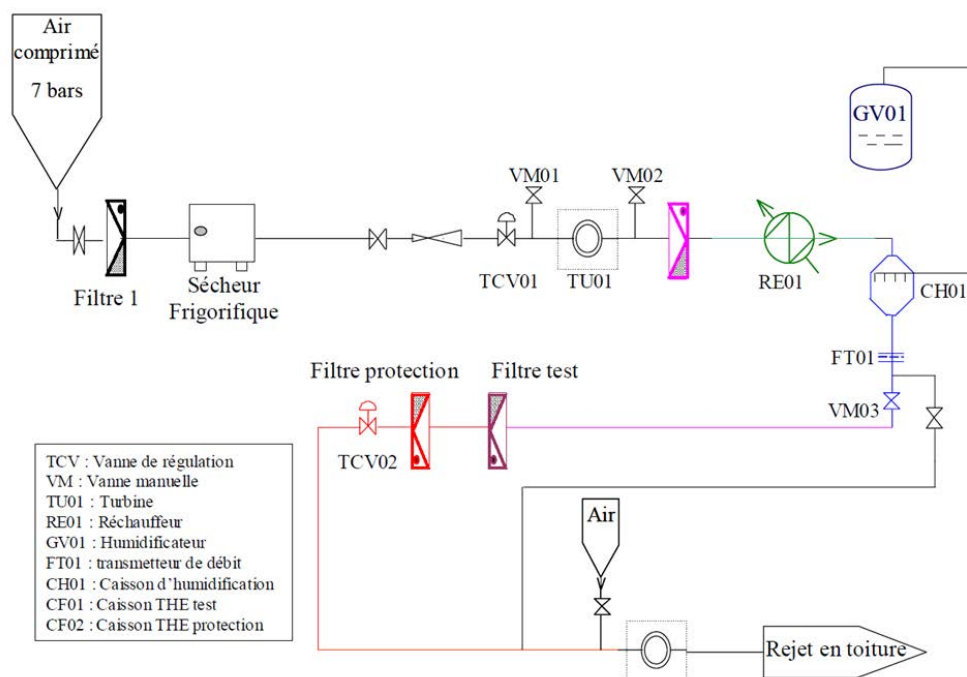 Air
comprimé
7 bars
GV01
VM01
VM02
Filtre 1
Sécheur
Frigorifique
TCV01
TU01
RE01
CH01
FT01
Filtre protection
Filtre test
VM03
TCV02
TCV : Vanne de régulation
VM : Vanne manuelle
TU01 : Turbine
RE01 : Réchauffeur
GV01 : Humidificateur
FT01 : transmetteur de débit
CH01 : Caisson d'humidification
CF01 : Caisson THE test
CF02 : Caisson THE protection
Air
Rejet en toiture